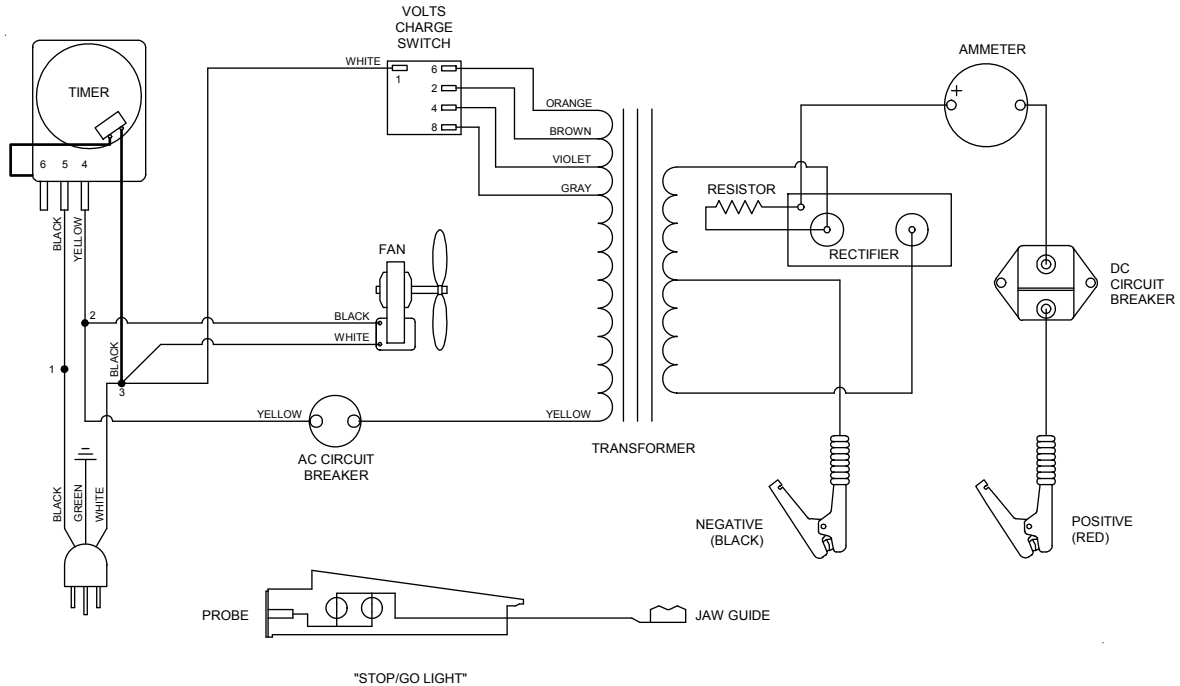 VOLTS
CHARGE
SWITCH
WHITE
1
6
2
4
8
AMMETER
+
TIMER
6 5 4
BLACK
YELLOW
ORANGE
BROWN
VIOLET
GRAY
RESISTOR
RECTIFIER
FAN
DC
CIRCUIT
BREAKER
2
BLACK
WHITE
BLACK
1
3
YELLOW
YELLOW
AC CIRCUIT
BREAKER
TRANSFORMER
BLACK
GREEN
WHITE
NEGATIVE
(BLACK)
POSITIVE
(RED)
PROBE
JAW GUIDE
"STOP/GO LIGHT"